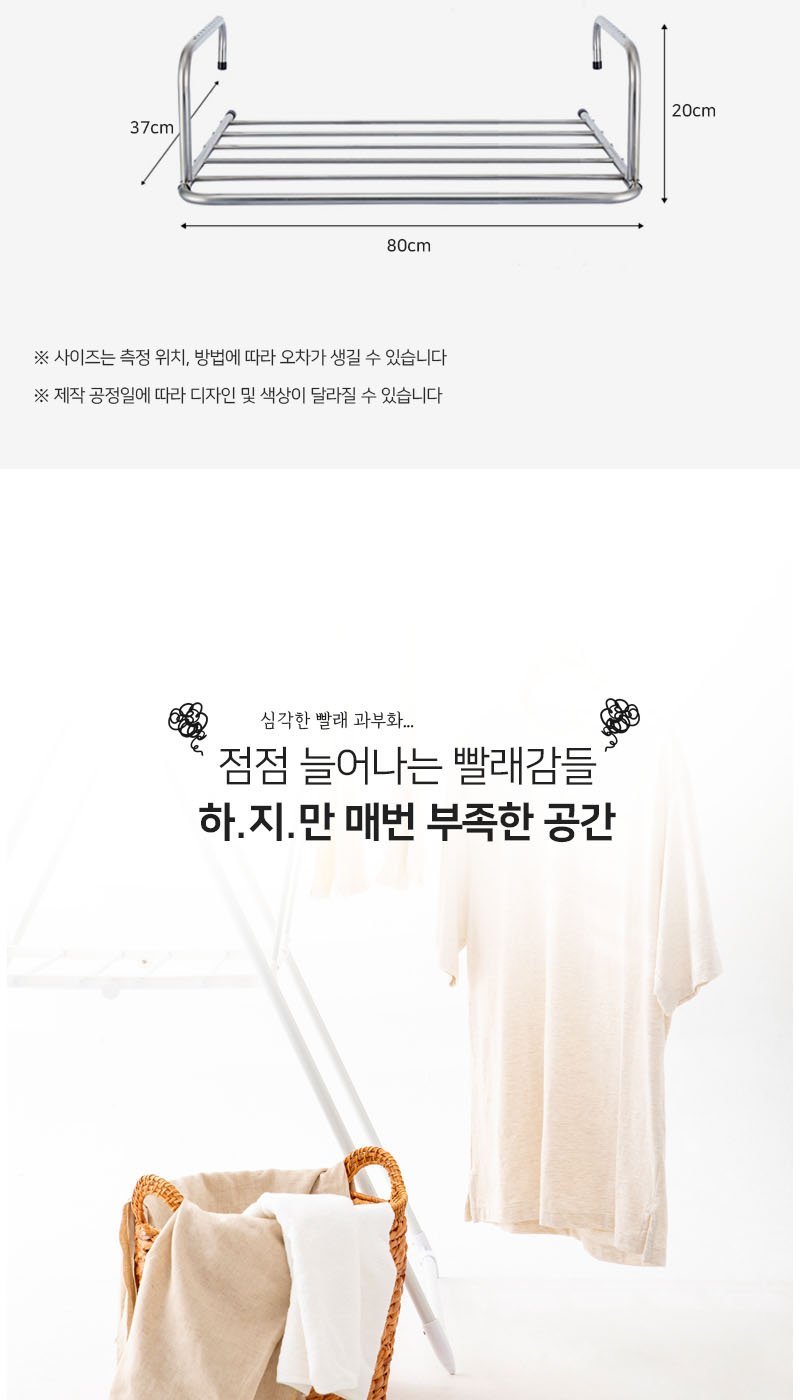 37cm
20cm
80cm
※ 사이즈는 측정 위치, 방법에 따라 오차가 생길 수 있습니다
※ 제작 공정일에 따라 디자인 및 색상이 달라질 수 있습니다
심각한 빨래 과부화...
점점 늘어나는 빨래감들
하.지.만 매번 부족한 공간